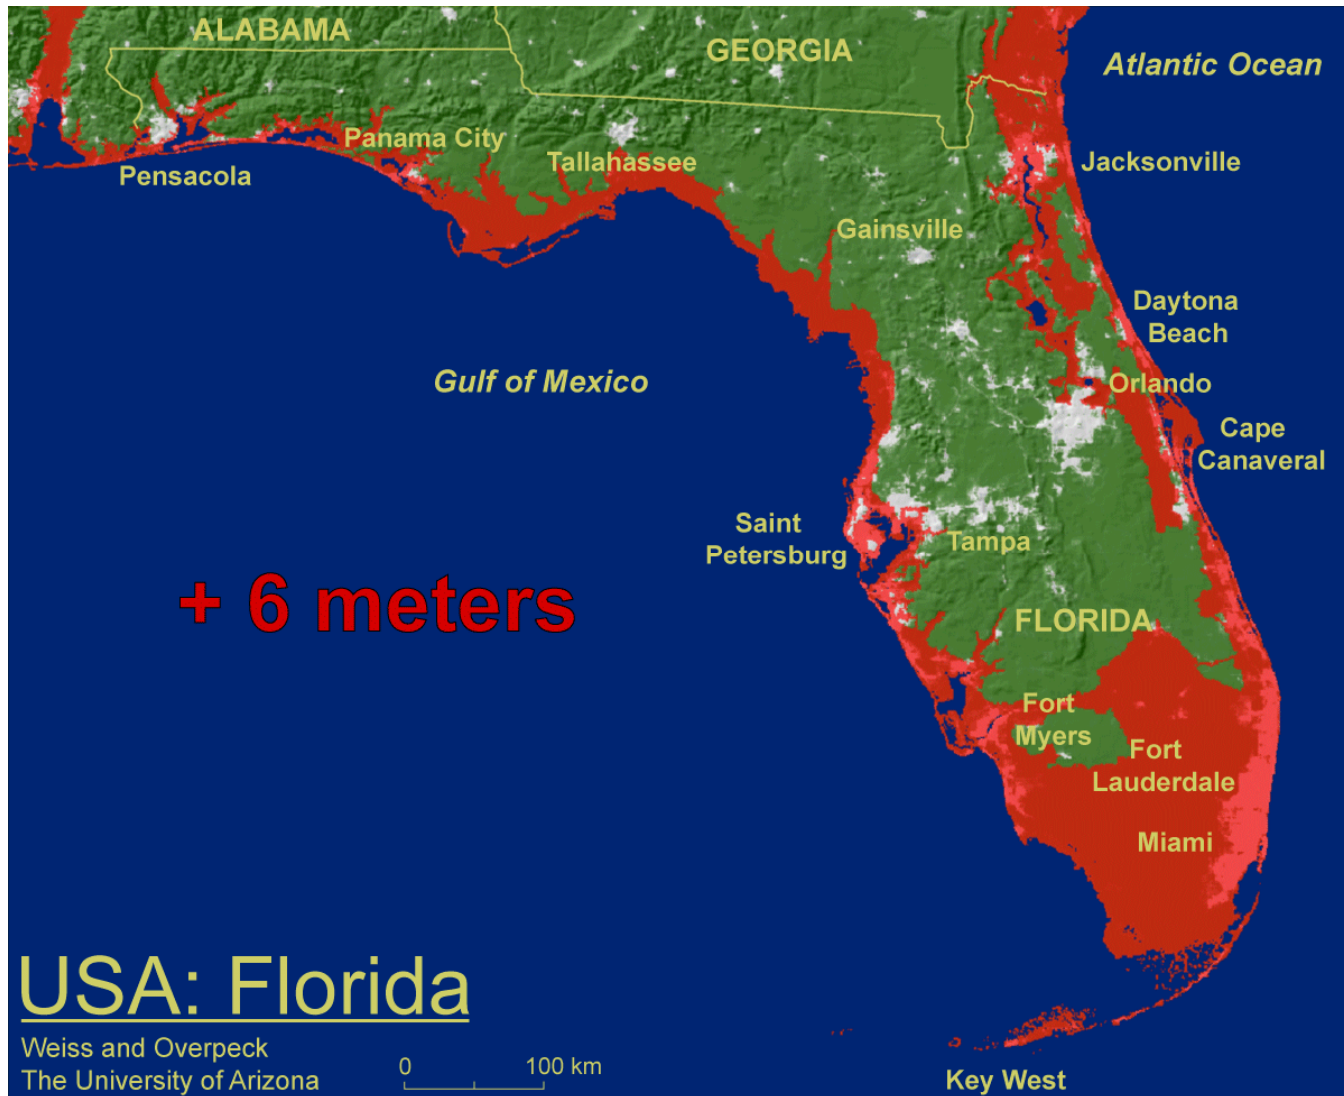 ALABAMA
GEORGIA
Atlantic Ocean
Panama City
Tallahassee
Jacksonville
Pensacola
Gainsville
Daytona
Beach
Gulf of Mexico
Orlando
Cape
Canaveral
Saint
Petersburg
Tampa
+ 6 meters
FLORIDA
Fort
Myers
Fort
Lauderdale
Miami
USA: Florida
Weiss and Overpeck
The University of Arizona
0 100 km
Key West